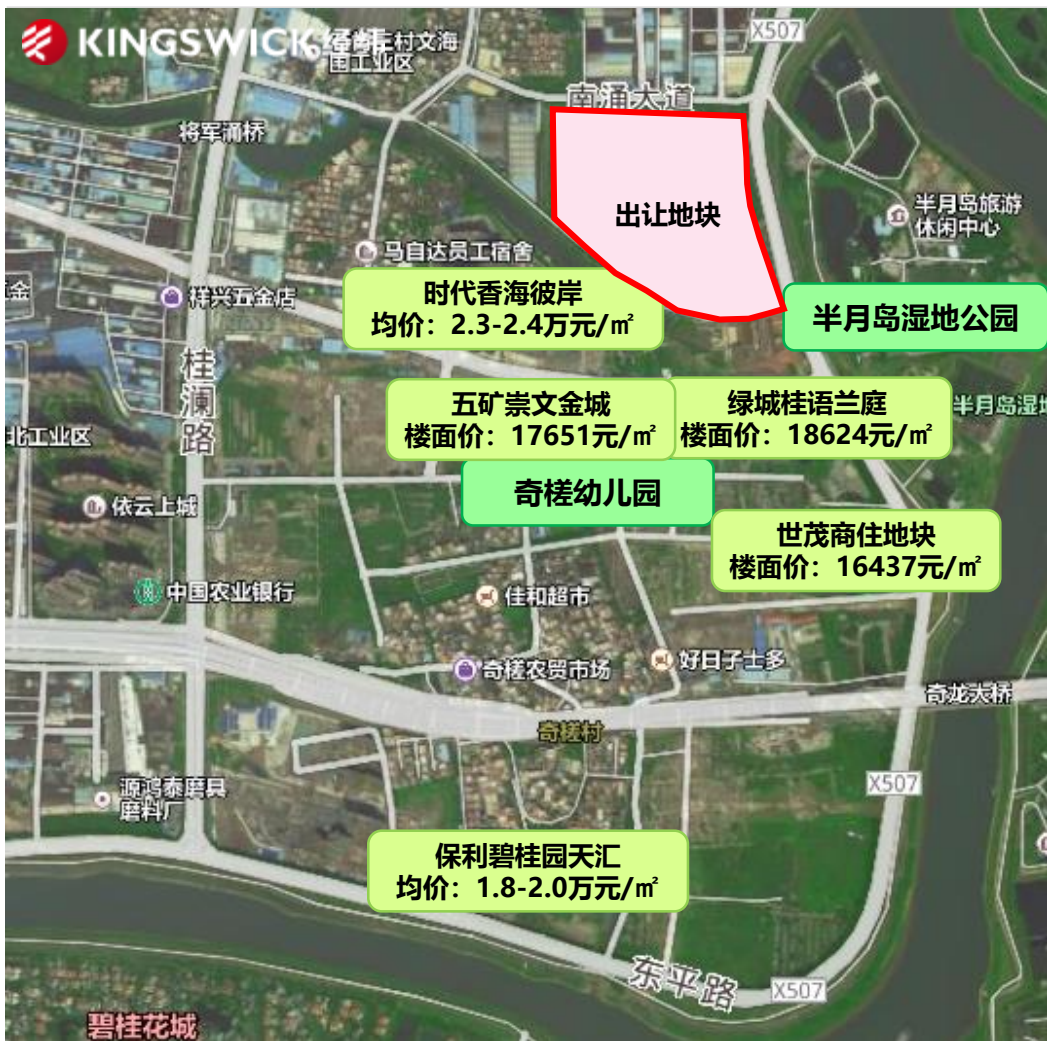 KINGSWICK
X507
南涌大道
将军涌桥
出让地块
半月岛旅游
休闲中心
马自达员工宿舍
祥兴五金店
时代香海彼岸
均价：2.3-2.4万元/㎡
半月岛湿地公园
桂澜路
五矿崇文金城
楼面价：17651元/㎡
绿城桂语兰庭
楼面价：18624元/㎡
半月岛湿地
北工业区
奇槎幼儿园
依云上城
世茂商住地块
楼面价：16437元/㎡
中国农业银行
佳和超市
奇槎农贸市场
好日子士多
奇龙大桥
奇槎村
源鸿泰磨具
磨料厂
X507
保利碧桂园天汇
均价：1.8-2.0万元/㎡
东平路
X507
碧桂花城